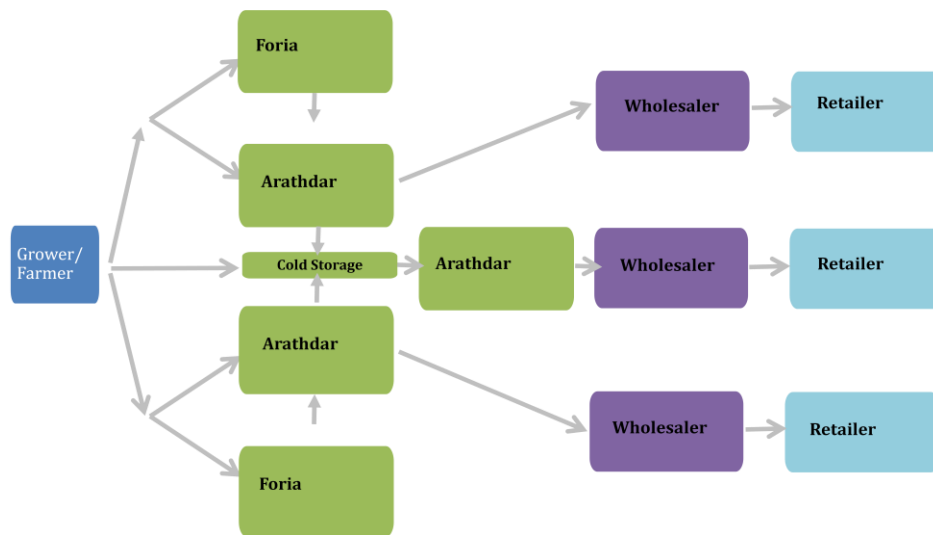 Foria
Wholesaler
Retailer
Arathdar
Grower/
Farmer
Cold Storage
Arathdar
Wholesaler
Retailer
Arathdar
Wholesaler
Retailer
Foria